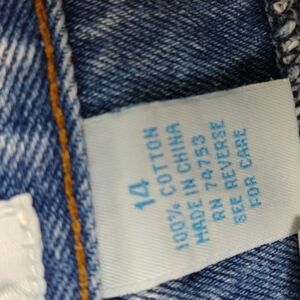 14
100% COTTON
MADE IN CHINA
RN 74753
SEE REVERSE
FOR CARE